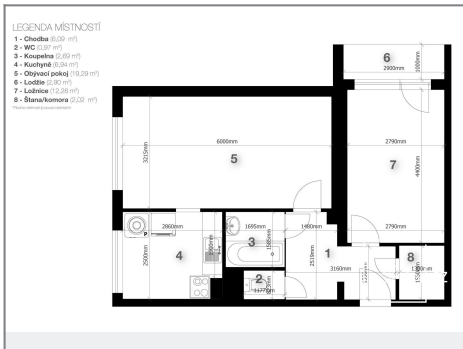 LEGENDA MÍSTNOSTÍ
1 - Chodba (6,09 m²)
2 - WC (0,97 m²)
3 - Koupelna (2,69 m²)
4 - Kuchyně (6,94 m²)
5 - Obývací pokoj (19,29 m²)
6 - Lodžie (2,90 m²)
7 - Ložnice (12,28 m²)
8 - Štana/komora (2,02 m²)
6
2900mm
1000mm
6000mm
3215mm
5
2790mm
4400mm
7
2790mm
2860mm
P
2500mm
4
1695mm
1585mm
3
1480mm
2510mm
1
3160mm
2
8
Z